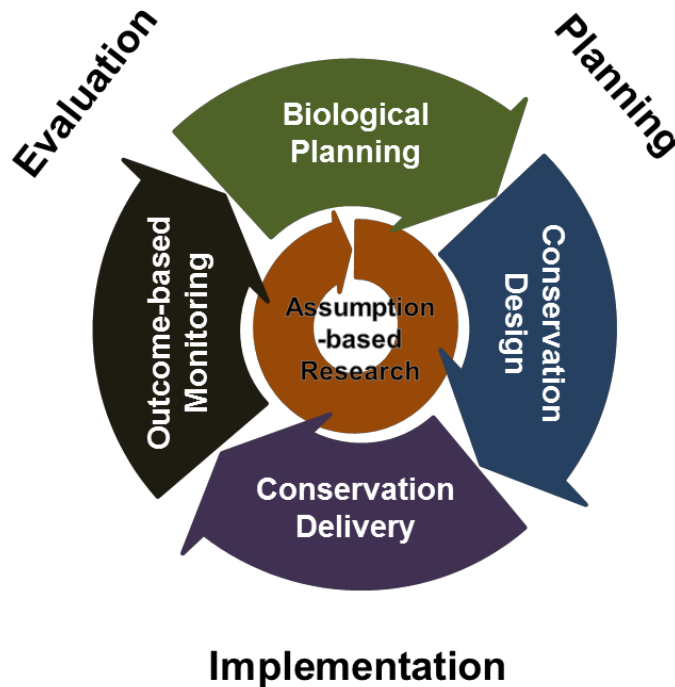 Evaluation
Planning
Biological
Planning
Conservation
Design
Outcome-based
Monitoring
Assumption
-based
Research
Conservation
Delivery
Implementation